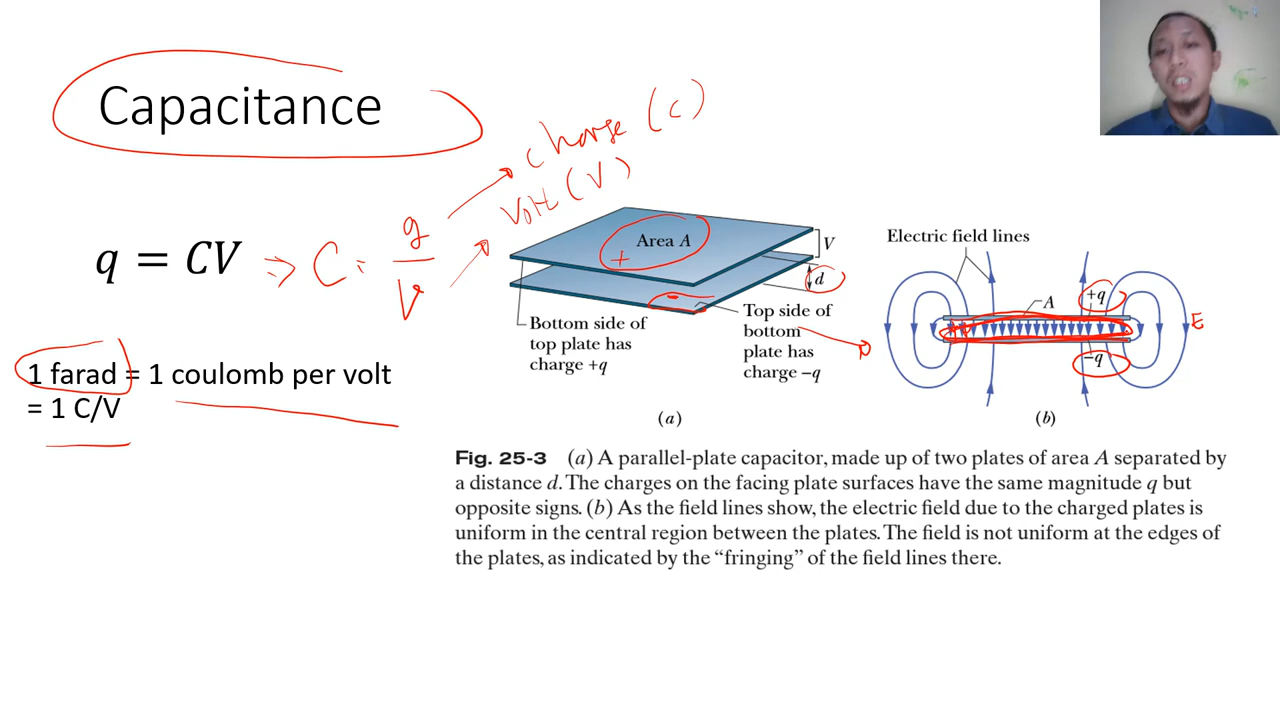 Capacitance
charge (C)
Volt (V)
q = CV ⇒ C = q/V
1 farad = 1 coulomb per volt
= 1 C/V
Area A
+
-
V
d
Bottom side of
top plate has
charge +q
Top side of
bottom
plate has
charge –q
(a)
Electric field lines
A
+q
–q
E
(b)
Fig. 25-3 (a) A parallel-plate capacitor, made up of two plates of area A separated by
a distance d. The charges on the facing plate surfaces have the same magnitude q but
opposite signs. (b) As the field lines show, the electric field due to the charged plates is
uniform in the central region between the plates. The field is not uniform at the edges of
the plates, as indicated by the “fringing” of the field lines there.